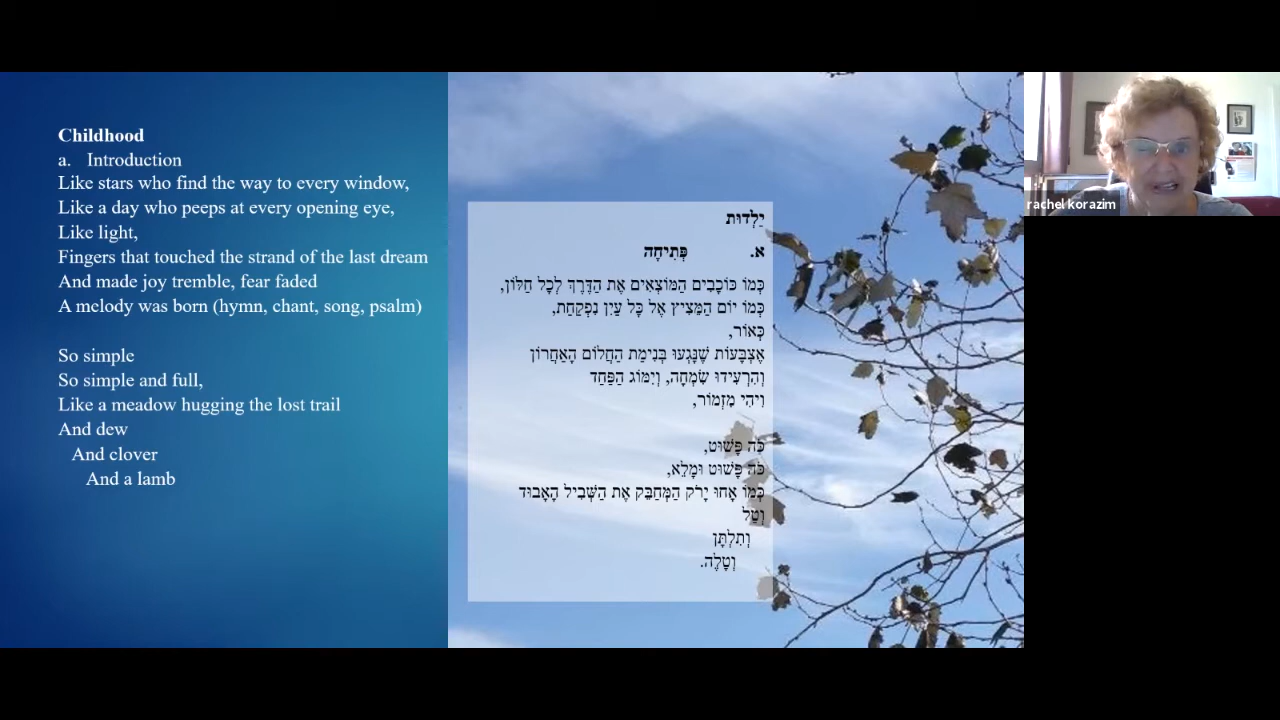 Childhood
a. Introduction
Like stars who find the way to every window,
Like a day who peeps at every opening eye,
Like light,
Fingers that touched the strand of the last dream
And made joy tremble, fear faded
A melody was born (hymn, chant, song, psalm)
So simple
So simple and full,
Like a meadow hugging the lost trail
And dew
And clover
And a lamb
יַלְדוּת
א. פְּתִיחָה
כְּמוֹ כּוֹכָבִים הַמּוֹצְאִים אֶת הַדֶּרֶךְ לְכָל חַלּוֹן,
כְּמוֹ יוֹם הַמֵּצִיץ אֶל כָּל עַיִן נִפְקַחַת,
כָּאוֹר,
אֶצְבָּעוֹת שֶׁנָּגְעוּ בְּנִימַת הַחֲלוֹם הָאַחֲרוֹן
וְהִרְעִידוּ שִׂמְחָה, וַיִּמּוֹג הַפַּחַד
וַיְהִי מִזְמוֹר,
כֹּה פָּשׁוּט,
כֹּה פָּשׁוּט וּמָלֵא,
כְּמוֹ אָחוּ יָרֹק הַמְּחַבֵּק אֶת הַשְּׁבִיל הָאָבוּד
וְטַל
וְתִלְתָּן
וְטָלֶה.
rachel korazim